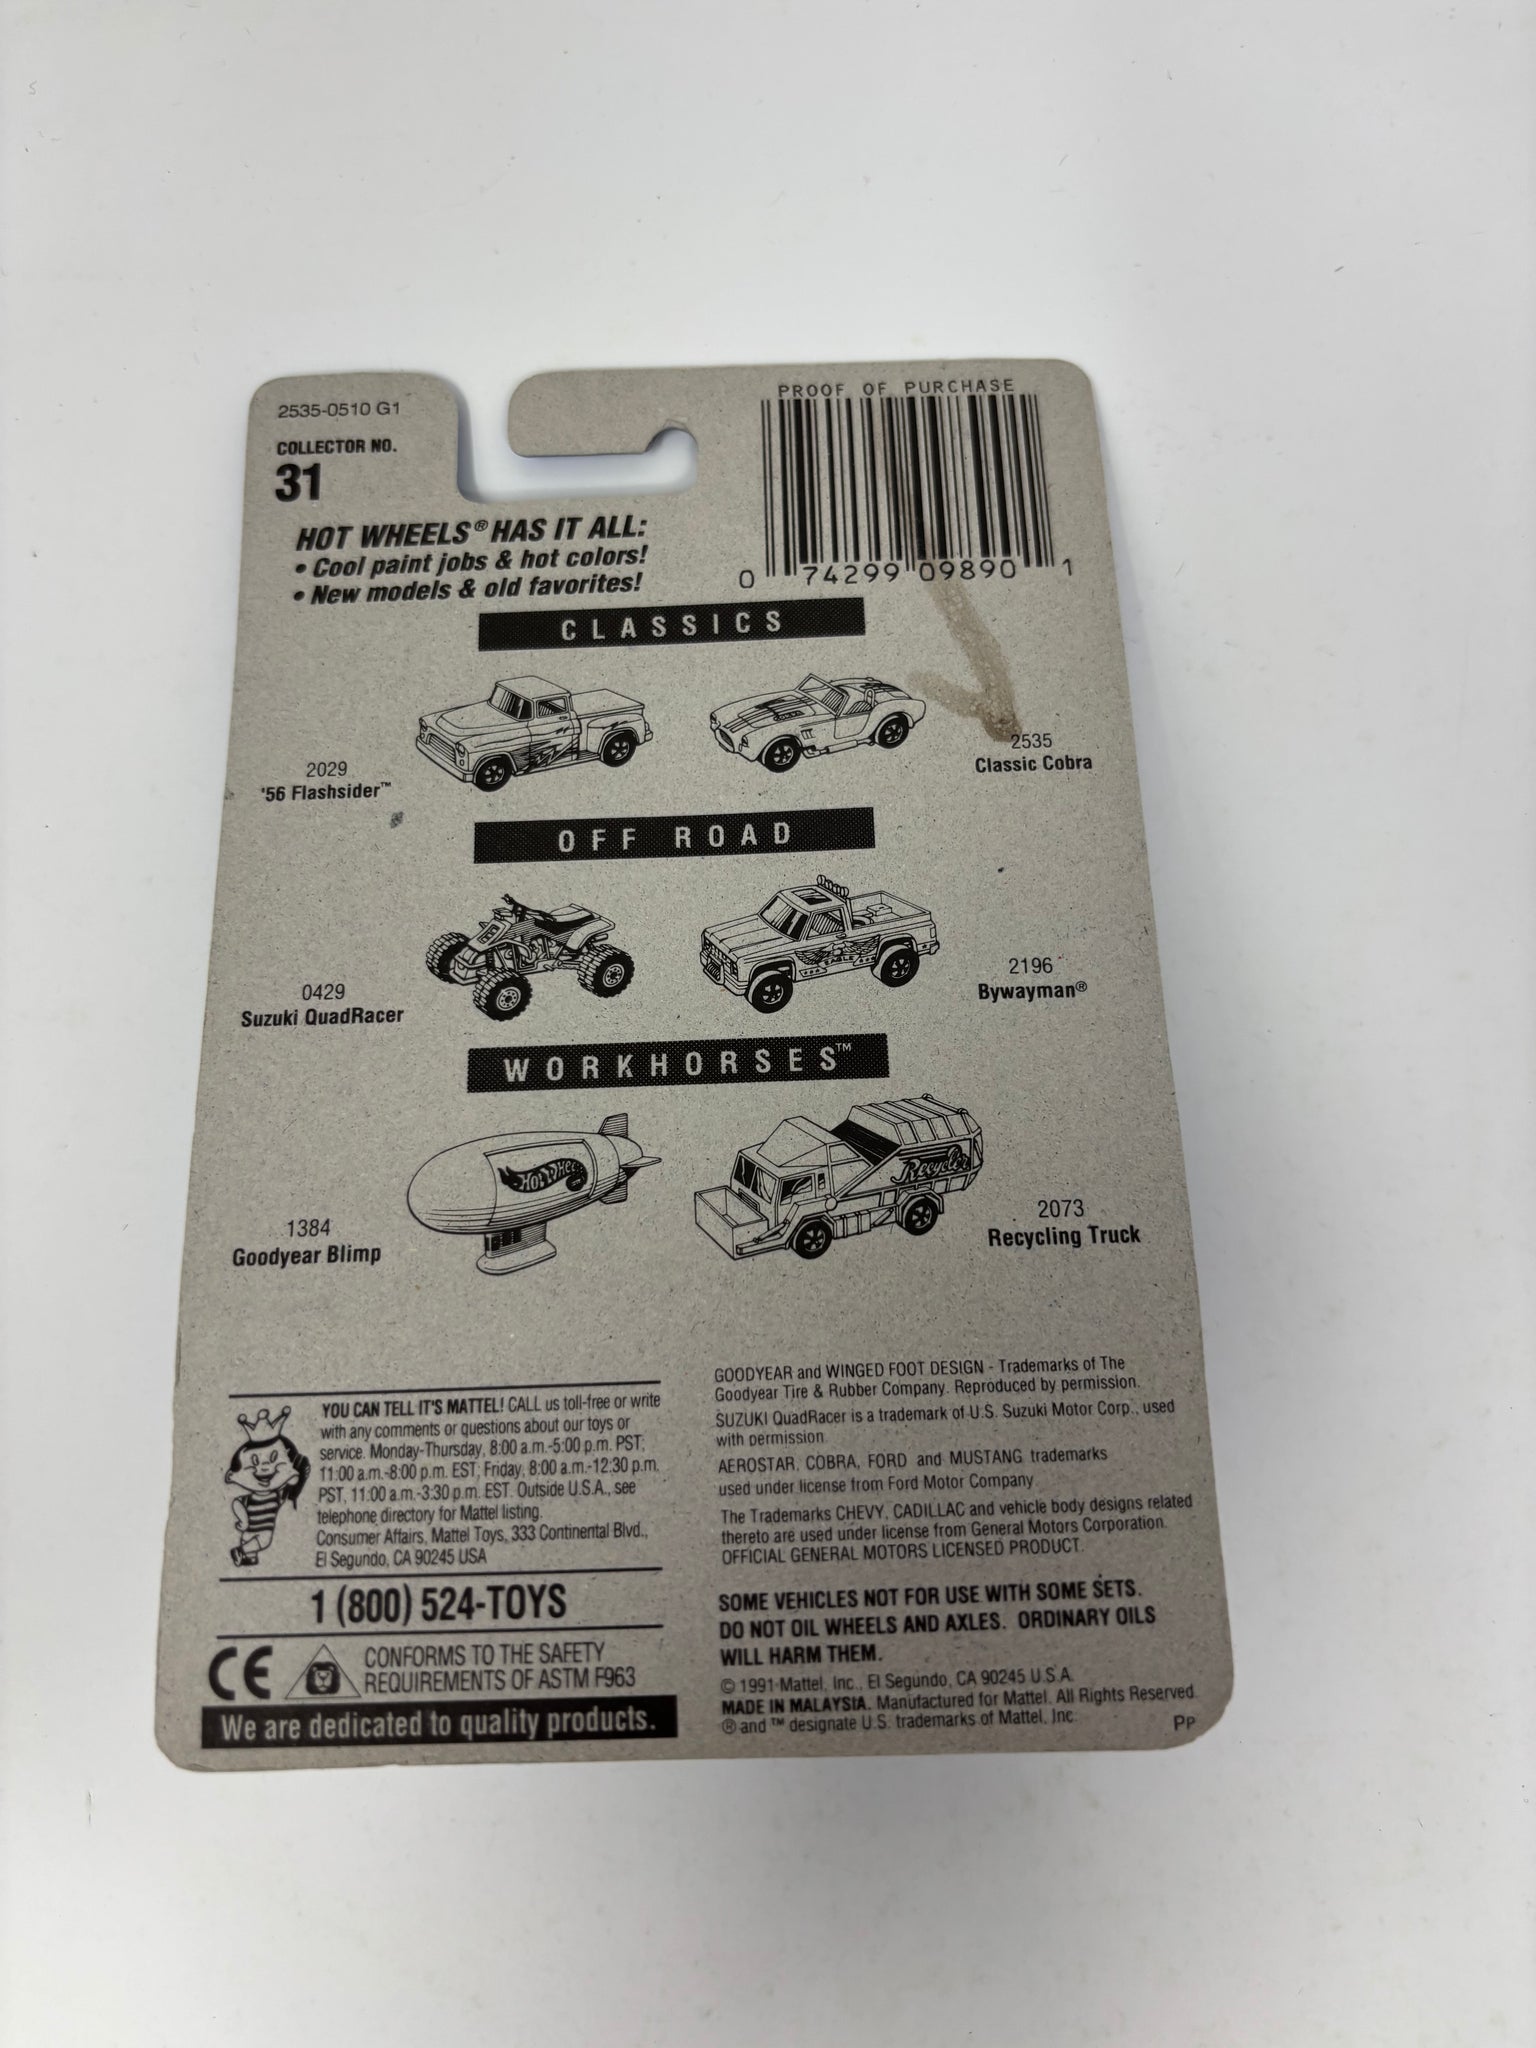 2535-0510 G1
COLLECTOR NO.
31
PROOF OF PURCHASE
0 74299 09890 1
HOT WHEELS® HAS IT ALL:
• Cool paint jobs & hot colors!
• New models & old favorites!
CLASSICS
2029
'56 Flashsider™
2535
Classic Cobra
OFF ROAD
0429
Suzuki QuadRacer
EAGLE
2196
Bywayman®
WORKHORSES™
1384
Goodyear Blimp
Hot Wheels
Recycler
2073
Recycling Truck
YOU CAN TELL IT'S MATTEL! CALL us toll-free or write
with any comments or questions about our toys or
service. Monday-Thursday, 8:00 a.m.-5:00 p.m. PST;
11:00 a.m.-8:00 p.m. EST; Friday, 8:00 a.m.-12:30 p.m.
PST, 11:00 a.m.-3:30 p.m. EST. Outside U.S.A., see
telephone directory for Mattel listing.
Consumer Affairs, Mattel Toys, 333 Continental Blvd.,
El Segundo, CA 90245 USA
1 (800) 524-TOYS
CE
CONFORMS TO THE SAFETY
REQUIREMENTS OF ASTM F963
We are dedicated to quality products.
GOODYEAR and WINGED FOOT DESIGN - Trademarks of The
Goodyear Tire & Rubber Company. Reproduced by permission.
SUZUKI QuadRacer is a trademark of U.S. Suzuki Motor Corp., used
with permission.
AEROSTAR, COBRA, FORD and MUSTANG trademarks
used under license from Ford Motor Company.
The Trademarks CHEVY, CADILLAC and vehicle body designs related
thereto are used under license from General Motors Corporation.
OFFICIAL GENERAL MOTORS LICENSED PRODUCT.
SOME VEHICLES NOT FOR USE WITH SOME SETS.
DO NOT OIL WHEELS AND AXLES. ORDINARY OILS
WILL HARM THEM.
© 1991 Mattel, Inc., El Segundo, CA 90245 U.S.A.
MADE IN MALAYSIA. Manufactured for Mattel. All Rights Reserved.
® and ™ designate U.S. trademarks of Mattel, Inc.
PP